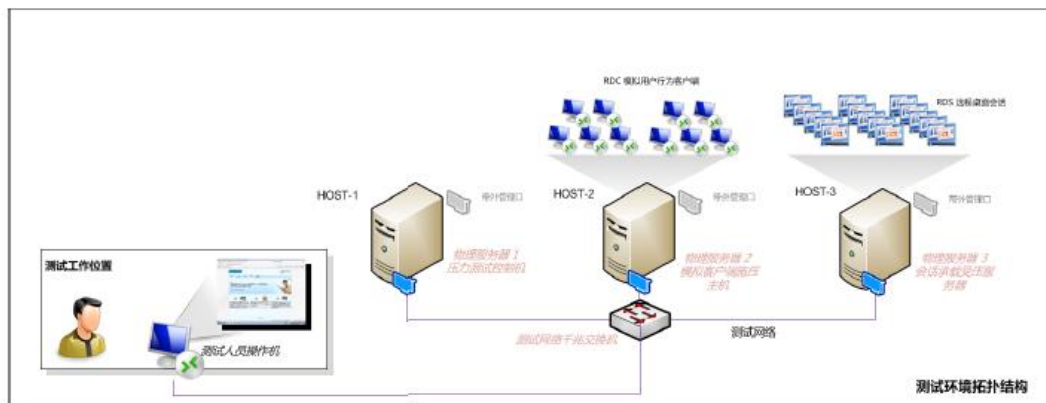 RDC 模拟用户行为客户端
RDS 远程桌面会话
HOST-1
带外管理口
HOST-2
带外管理口
HOST-3
带外管理口
物理服务器 1
压力测试控制机
物理服务器 2
模拟客户端施压
主机
物理服务器 3
会话承载受压服
务器
测试工作位置
测试人员操作机
测试网络千兆交换机
测试网络
测试环境拓扑结构